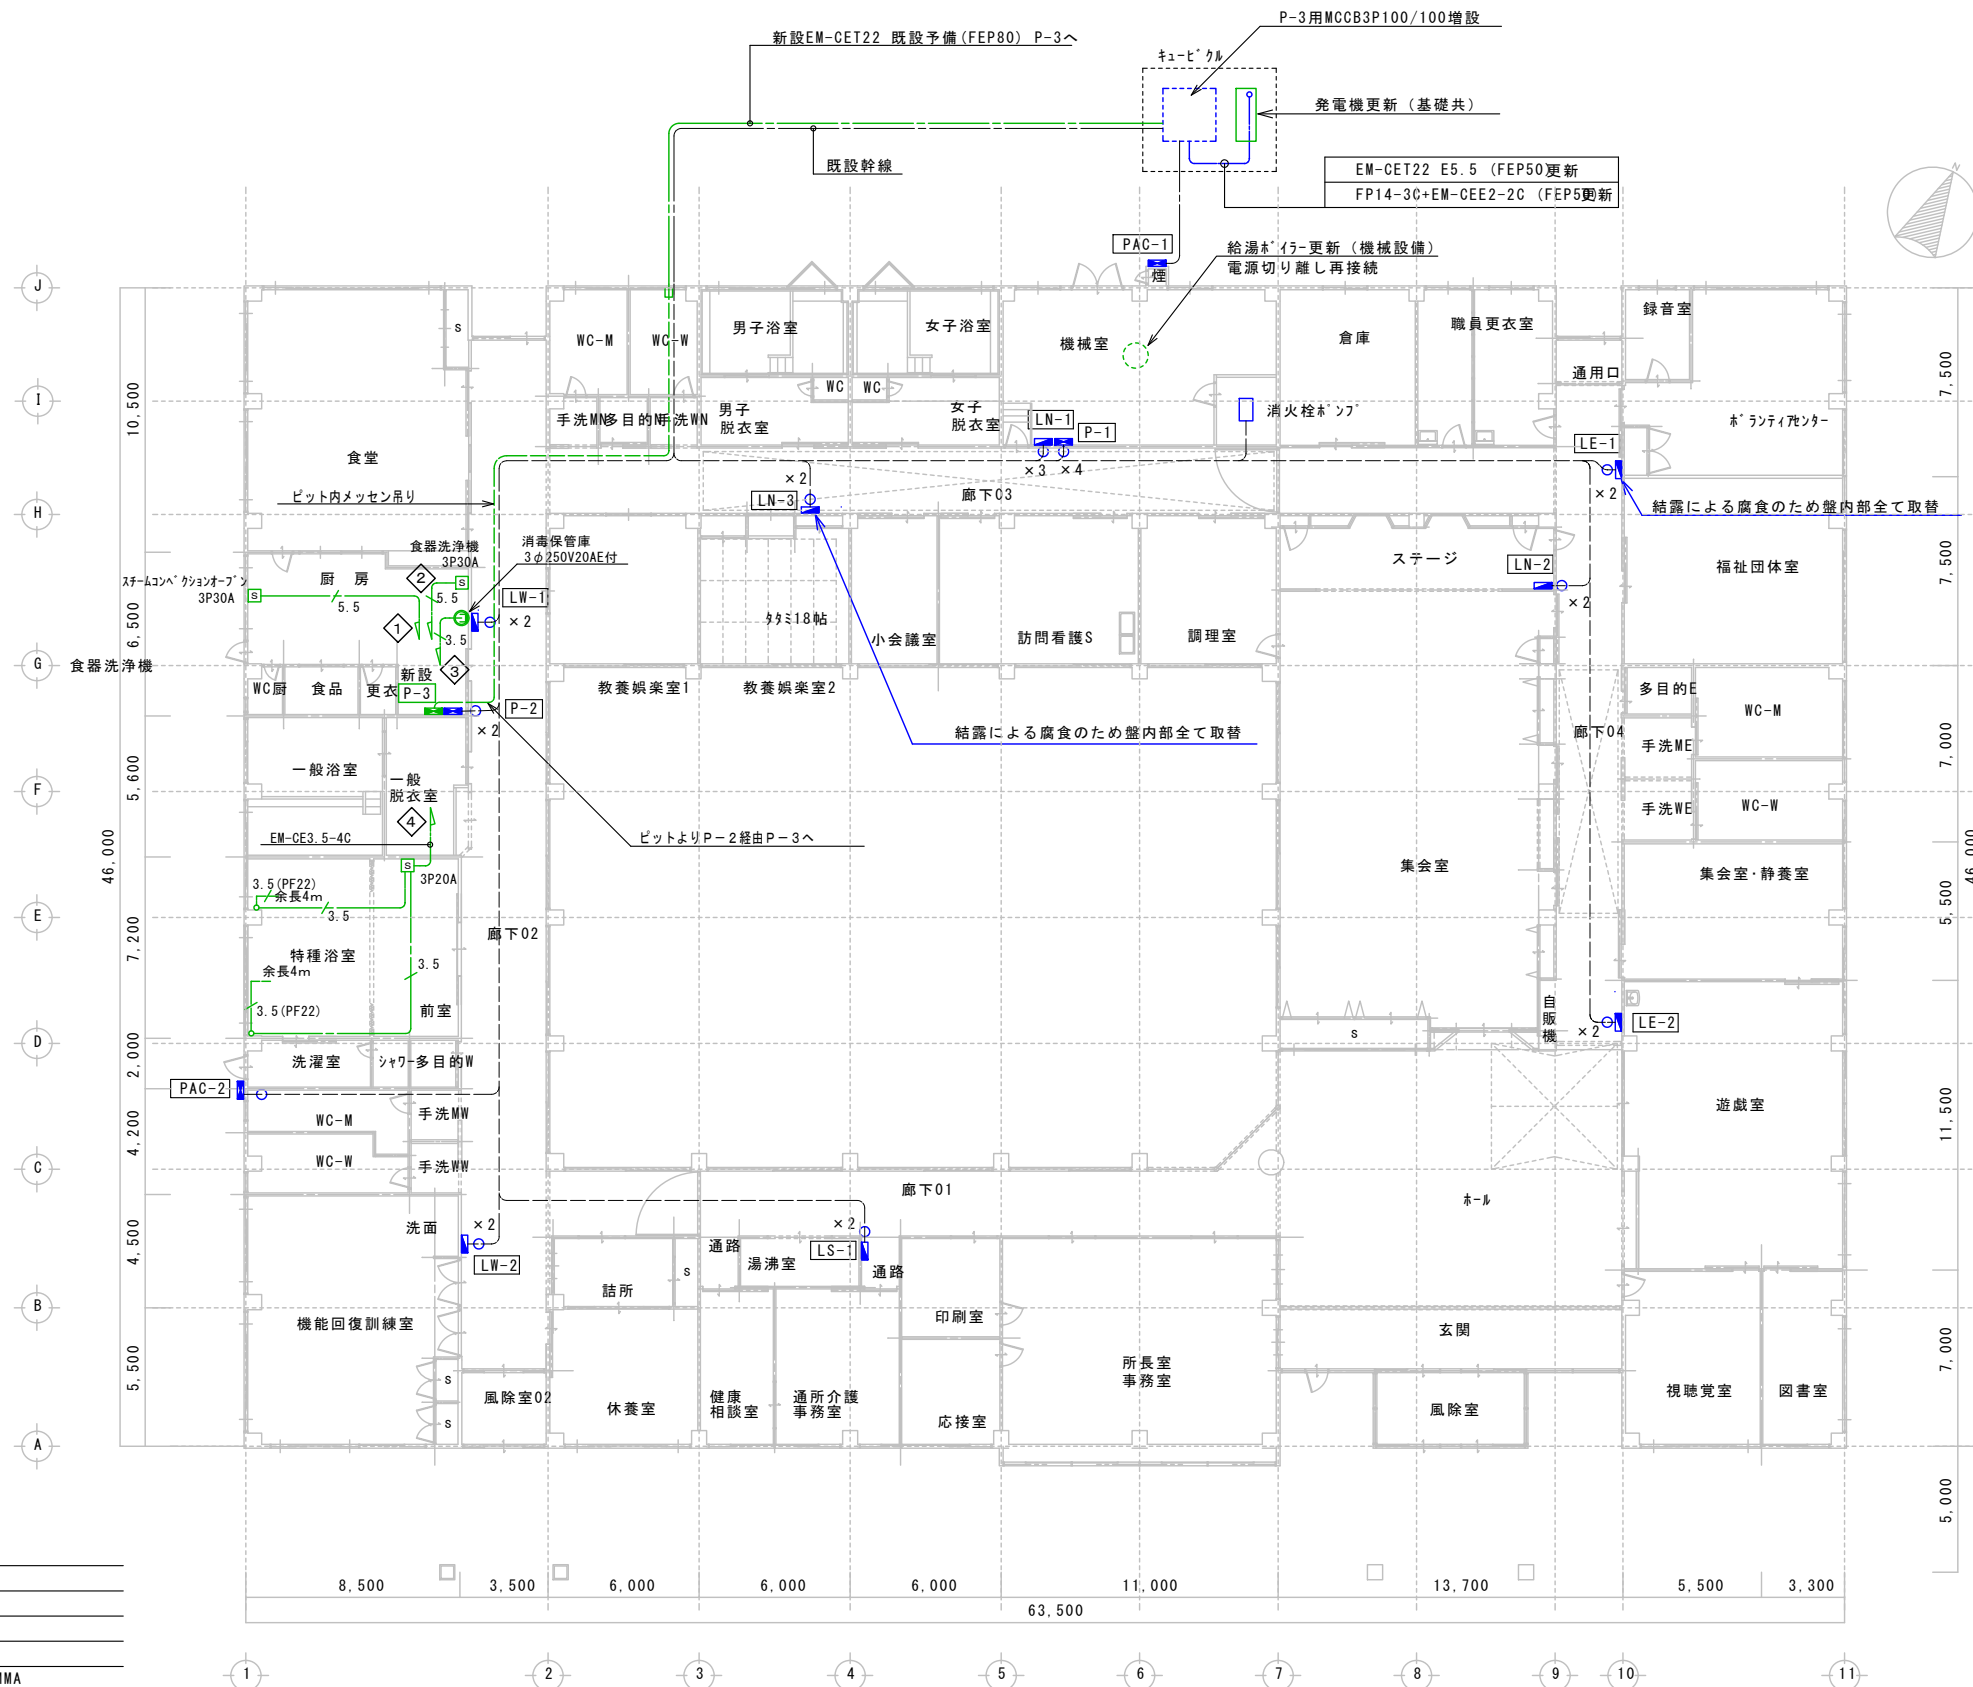 P-3用MCCB3P100/100増設
新設EM-CET22 既設予備(FEP80) P-3へ
キュービクル
発電機更新（基礎共）
既設幹線
EM-CET22 E5.5 (FEP50)更新
FP14-3C+EM-CEE2-2C (FEP50)更新
N
PAC-1
煙
給湯ボイラー更新（機械設備）
電源切り離し再接続
J
I
H
G
F
E
D
C
B
A
10,500
6,500
5,600
7,200
2,000
4,200
4,500
5,500
46,000
S
WC-M
WC-W
男子浴室
女子浴室
機械室
倉庫
職員更衣室
録音室
通用口
WC
WC
手洗MN
多目的N
手洗WN
男子
脱衣室
女子
脱衣室
LN-1
P-1
×3
×4
消火栓ポンプ
ボランティアセンター
LE-1
×2
食堂
ピット内メッセン吊り
×2
LN-3
廊下03
結露による腐食のため盤内部全て取替
食器洗浄機
3P30A
消毒保管庫
3φ250V20AE付
スチームコンベクションオーブン
3P30A
S
厨 房
2
S
5.5
5.5
1
3.5
3
LW-1
×2
タタミ18帖
小会議室
訪問看護S
調理室
ステージ
LN-2
×2
福祉団体室
食器洗浄機
WC厨
食品
更衣
新設
P-3
P-2
×2
教養娯楽室1
教養娯楽室2
結露による腐食のため盤内部全て取替
多目的E
WC-M
手洗ME
廊下04
手洗WE
WC-W
一般浴室
一般
脱衣室
4
EM-CE3.5-4C
ピットよりP－2経由P－3へ
S
3P20A
3.5(PF22)
余長4m
3.5
集会室
集会室・静養室
廊下02
特種浴室
余長4m
3.5
3.5(PF22)
前室
自
販
機
×2
LE-2
S
洗濯室
シャワー
多目的W
PAC-2
WC-M
手洗MW
WC-W
手洗WW
遊戯室
廊下01
ホール
洗面
×2
LW-2
×2
LS-1
通路
湯沸室
通路
詰所
S
印刷室
機能回復訓練室
玄関
所長室
事務室
S
S
風除室02
休養室
健康
相談室
通所介護
事務室
応接室
風除室
視聴覚室
図書室
7,500
7,500
7,000
5,500
11,500
7,000
5,000
46,000
8,500
3,500
6,000
6,000
6,000
11,000
13,700
5,500
3,300
63,500
MA
1
2
3
4
5
6
7
8
9
10
11